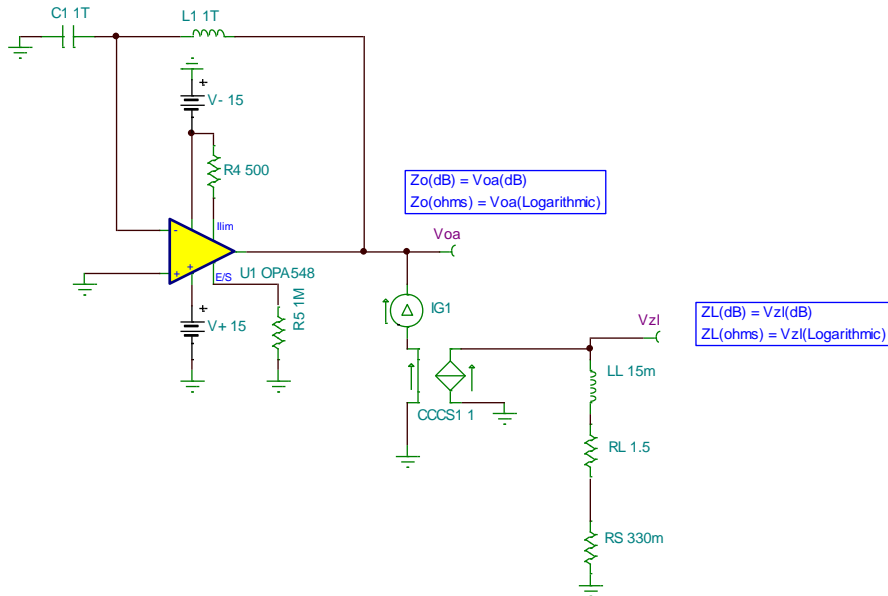 C1 1T
L1 1T
V- 15
+
R4 500
Zo(dB) = Voa(dB)
Zo(ohms) = Voa(Logarithmic)
Ilim
Voa
-
+
+
E/S
U1 OPA548
IG1
R5 1M
V+ 15
+
Vzl
ZL(dB) = Vzl(dB)
ZL(ohms) = Vzl(Logarithmic)
LL 15m
CCCS1 1
RL 1.5
RS 330m